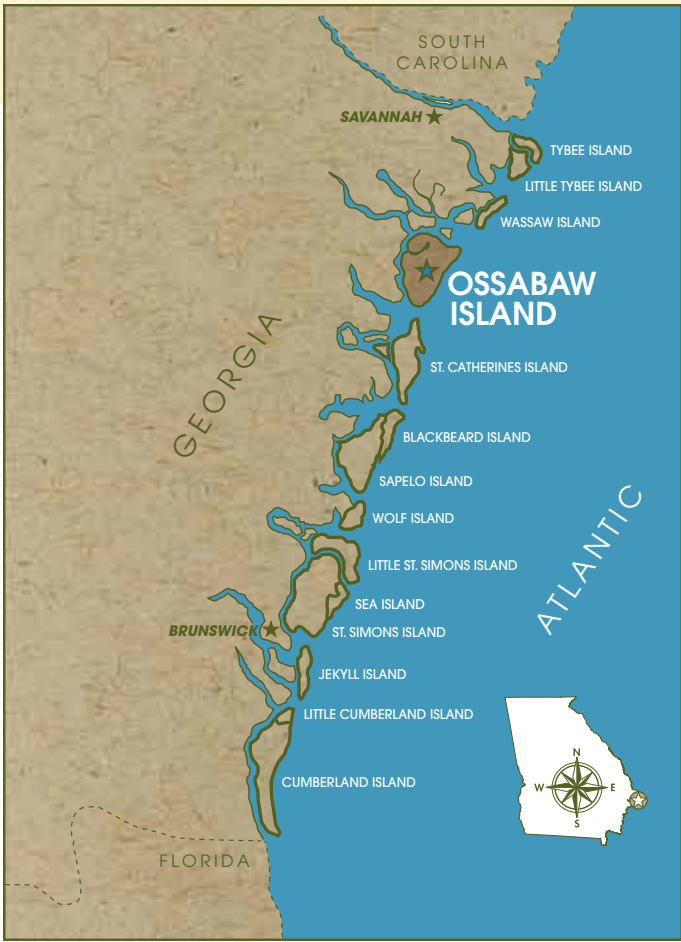 SOUTH
CAROLINA
SAVANNAH
TYBEE ISLAND
LITTLE TYBEE ISLAND
WASSAW ISLAND
OSSABAW
ISLAND
GEORGIA
ST. CATHERINES ISLAND
BLACKBEARD ISLAND
SAPELO ISLAND
WOLF ISLAND
ATLANTIC
LITTLE ST. SIMONS ISLAND
SEA ISLAND
BRUNSWICK
ST. SIMONS ISLAND
JEKYLL ISLAND
LITTLE CUMBERLAND ISLAND
CUMBERLAND ISLAND
N
W E
S
FLORIDA